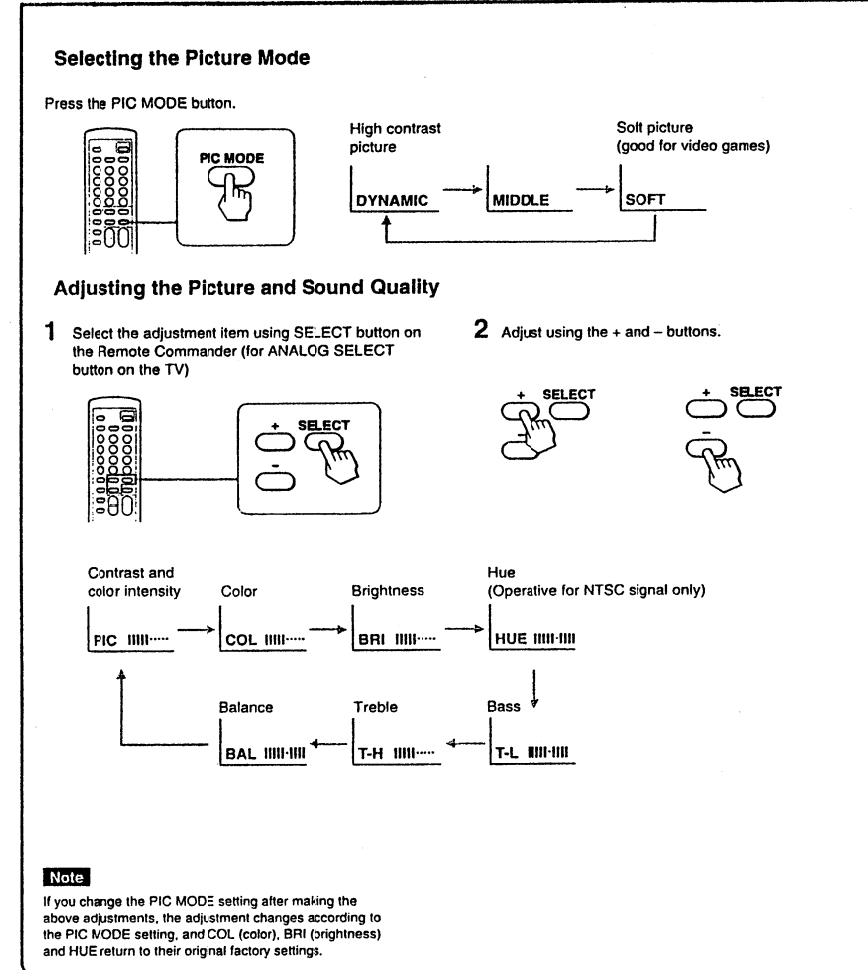 Selecting the Picture Mode
Press the PIC MODE button.
PIC MODE
High contrast
picture
Soft picture
(good for video games)
DYNAMIC
MIDDLE
SOFT
Adjusting the Picture and Sound Quality
1 Select the adjustment item using SELECT button on
the Remote Commander (for ANALOG SELECT
button on the TV)
2 Adjust using the + and – buttons.
+ SELECT
–
+ SELECT
–
+ SELECT
–
Contrast and
color intensity
Color
Brightness
Hue
(Operative for NTSC signal only)
PIC
COL
BRI
HUE
Balance
Treble
Bass
BAL
T-H
T-L
Note
If you change the PIC MODE setting after making the
above adjustments, the adjustment changes according to
the PIC MODE setting, and COL (color), BRI (brightness)
and HUE return to their orignal factory settings.